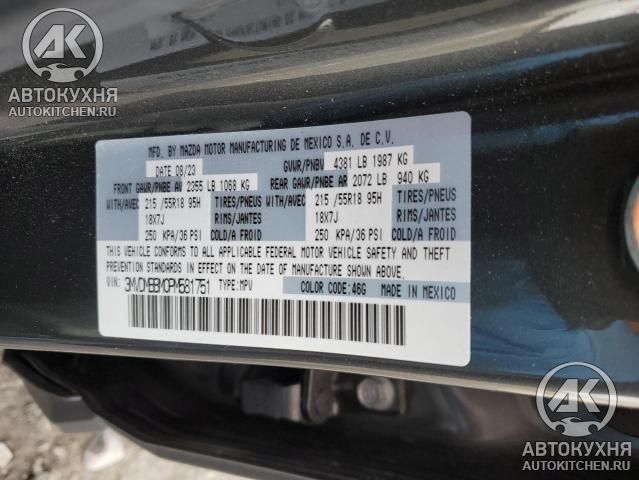 АВТОКУХНЯ
AUTOKITCHEN.RU
MFD. BY MAZDA MOTOR MANUFACTURING DE MEXICO S.A. DE C.V.
DATE 08/23 GVWR/PNBV 4381 LB 1987 KG
FRONT GAWR/PNBE AV 2355 LB 1068 KG REAR GAWR/PNBE AR 2072 LB 940 KG
WITH/AVEC 215 /55R18 95H TIRES/PNEUS WITH/AVEC 215 /55R18 95H TIRES/PNEUS
18X7J RIMS/JANTES 18X7J RIMS/JANTES
250 KPA/36 PSI COLD/A FROID 250 KPA/36 PSI COLD/A FROID
THIS VEHICLE CONFORMS TO ALL APPLICABLE FEDERAL MOTOR VEHICLE SAFETY AND THEFT
PREVENTION STANDARDS IN EFFECT ON THE DATE OF MANUFACTURE SHOWN ABOVE.
VIN: 3MVDMBBM0PM581751 TYPE: MPV COLOR CODE: 46G MADE IN MEXICO
АК
АВТОКУХНЯ
AUTOKITCHEN.RU